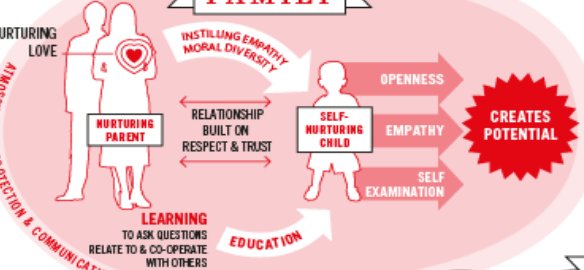 FAMILY
NURTURING
LOVE
INSTILLING EMPATHY
MORAL DIVERSITY
OPENNESS
NURTURING
PARENT
RELATIONSHIP
BUILT ON
RESPECT & TRUST
SELF-
NURTURING
CHILD
EMPATHY
CREATES
POTENTIAL
SELF
EXAMINATION
LEARNING
TO ASK QUESTIONS
RELATE TO & CO-OPERATE
WITH OTHERS
EDUCATION
&
&